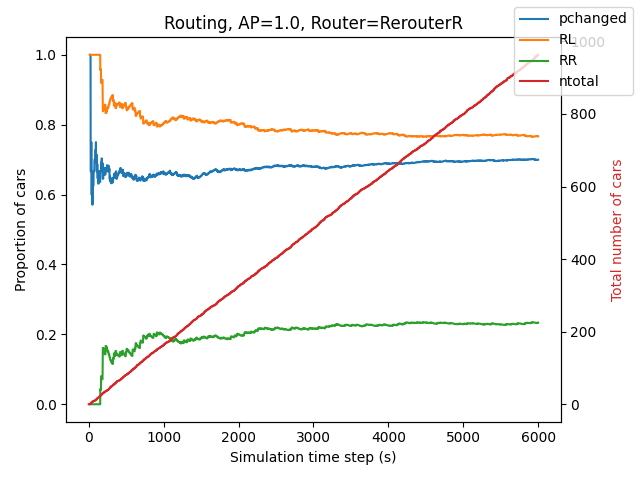 Routing, AP=1.0, Router=RerouterR
pchanged
RL
RR
ntotal
Proportion of cars
1.0
0.8
0.6
0.4
0.2
0.0
Total number of cars
1000
800
600
400
200
0
0
1000
2000
3000
4000
5000
6000
Simulation time step (s)